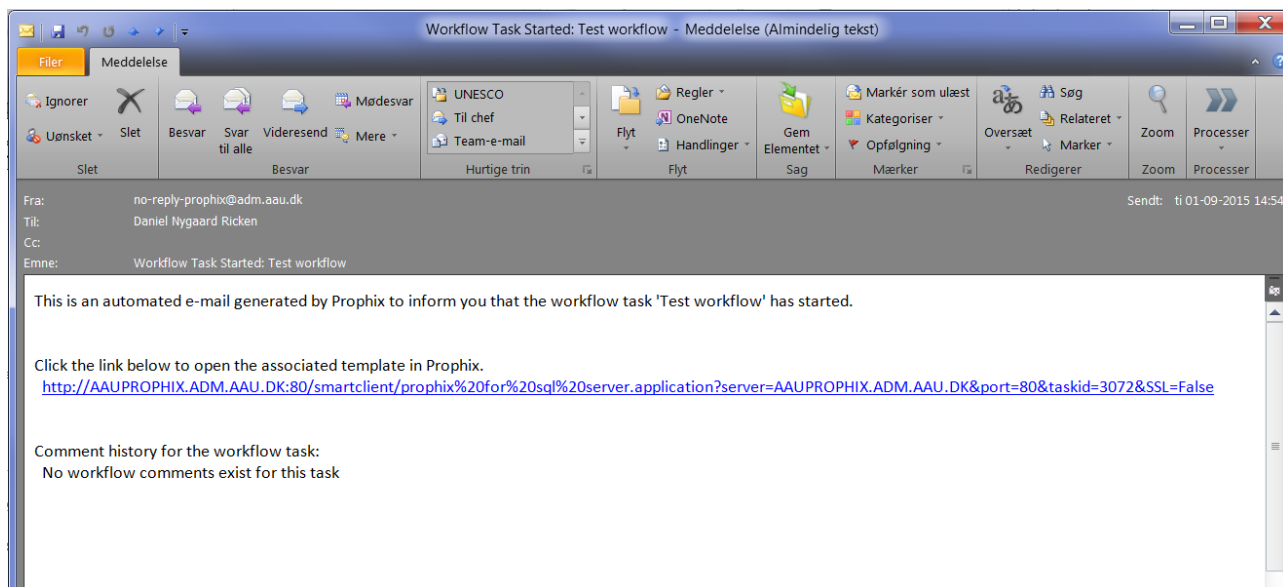 Workflow Task Started: Test workflow - Meddelelse (Almindelig tekst)
Filer Meddelelse
Ignorer
Uønsket
Slet
Slet
Besvar
Svar
til alle
Videresend
Mødesvar
Mere
Besvar
UNESCO
Til chef
Team-e-mail
Hurtige trin
Flyt
Regler
OneNote
Handlinger
Flyt
Gem
Elementet
Sag
Markér som ulæst
Kategoriser
Opfølgning
Mærker
Oversæt
Søg
Relateret
Marker
Redigerer
Zoom
Zoom
Processer
Processer
Fra: no-reply-prophix@adm.aau.dk Sendt: ti 01-09-2015 14:54
Til: Daniel Nygaard Ricken
Cc:
Emne: Workflow Task Started: Test workflow
This is an automated e-mail generated by Prophix to inform you that the workflow task 'Test workflow' has started.
Click the link below to open the associated template in Prophix.
http://AAUPROPHIX.ADM.AAU.DK:80/smartclient/prophix%20for%20sql%20server.application?server=AAUPROPHIX.ADM.AAU.DK&port=80&taskid=3072&SSL=False
Comment history for the workflow task:
No workflow comments exist for this task